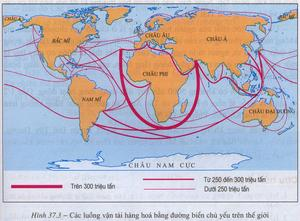 CHÂU Á
BẮC MĨ
CHÂU ÂU
CHÂU Á
CHÂU PHI
NAM MĨ
CHÂU ĐẠI DƯƠNG
CHÂU NAM CỰC
Trên 300 triệu tấn
Từ 250 đến 300 triệu tấn
Dưới 250 triệu tấn
Hình 37.3 – Các luồng vận tải hàng hoá bằng đường biển chủ yếu trên thế giới